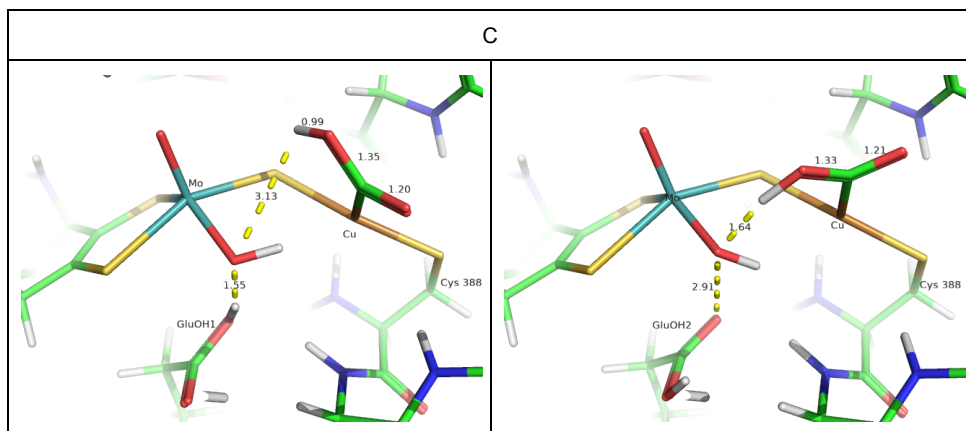 C
0.99
1.35
1.20
Mo
3.13
Cu
1.55
Cys 388
GluOH1
1.21
1.33
Mo
1.64
Cu
2.91
Cys 388
GluOH2